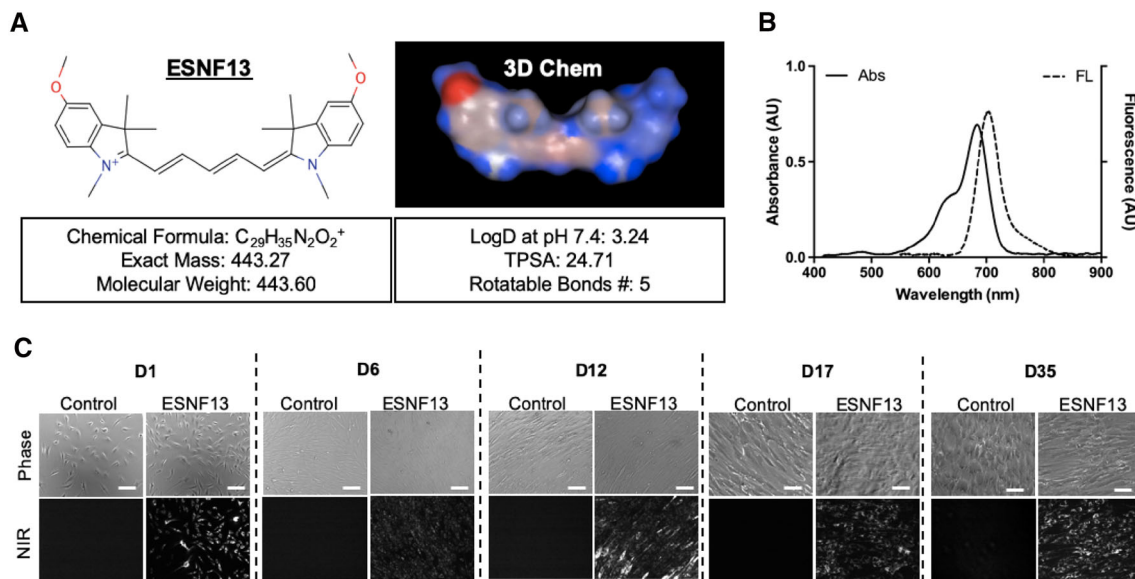 A
ESNF13
O
O
N+
N
3D Chem
Chemical Formula: C₂₉H₃₅N₂O₂⁺
Exact Mass: 443.27
Molecular Weight: 443.60
LogD at pH 7.4: 3.24
TPSA: 24.71
Rotatable Bonds #: 5
B
Abs
FL
Absorbance (AU)
Fluorescence (AU)
1.0
0.5
0.0
400 500 600 700 800 900
Wavelength (nm)
C
D1 D6 D12 D17 D35
Control ESNF13 Control ESNF13 Control ESNF13 Control ESNF13 Control ESNF13
Phase
NIR